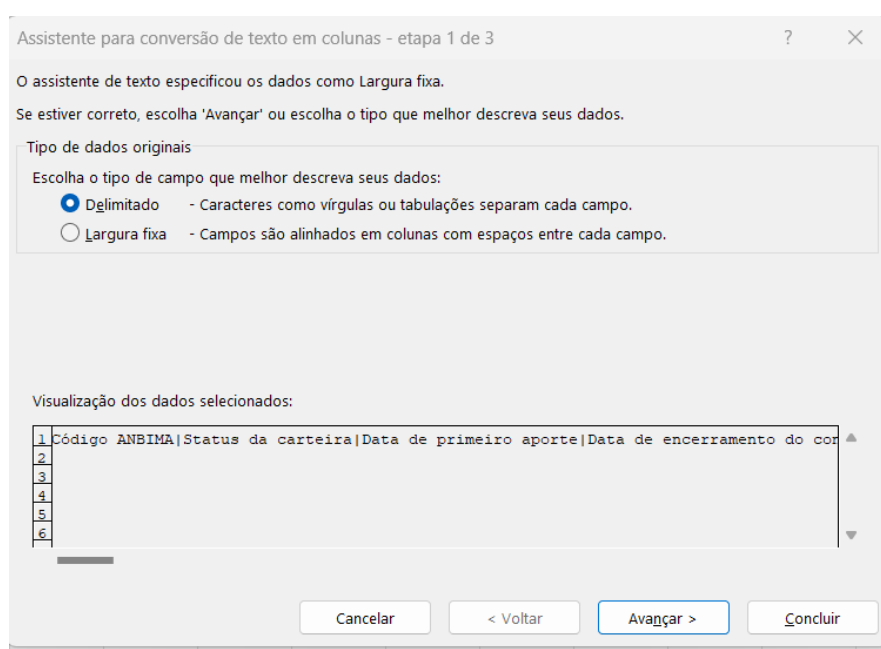 Assistente para conversão de texto em colunas - etapa 1 de 3 ? ×
O assistente de texto especificou os dados como Largura fixa.
Se estiver correto, escolha 'Avançar' ou escolha o tipo que melhor descreva seus dados.
Tipo de dados originais
Escolha o tipo de campo que melhor descreva seus dados:
Delimitado - Caracteres como vírgulas ou tabulações separam cada campo.
Largura fixa - Campos são alinhados em colunas com espaços entre cada campo.
Visualização dos dados selecionados:
1 Código ANBIMA|Status da carteira|Data de primeiro aporte|Data de encerramento do cor
2
3
4
5
6
Cancelar < Voltar Avançar > Concluir